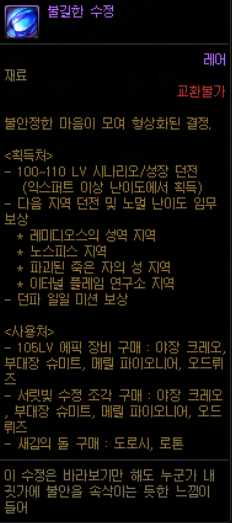 불길한 수정
레어
재료
교환불가
불안정한 마음이 모여 형상화된 결정.
<획득처>
- 100~110 LV 시나리오/성장 던전
(익스퍼트 이상 난이도에서 획득)
- 다음 지역 던전 및 노멀 난이도 임무
보상
* 레미디오스의 성역 지역
* 노스피스 지역
* 파괴된 죽은 자의 성 지역
* 이터널 플레임 연구소 지역
- 던파 일일 미션 보상
<사용처>
- 105LV 에픽 장비 구매 : 야장 크레오,
부대장 슈미트, 메릴 파이오니어, 오드뤼
즈
- 서릿빛 수정 조각 구매 : 야장 크레오
, 부대장 슈미트, 메릴 파이오니어, 오드
뤼즈
- 새김의 돌 구매 : 도로시, 로톤
이 수정은 바라보기만 해도 누군가 내
귓가에 불안을 속삭이는 듯한 느낌이
들어